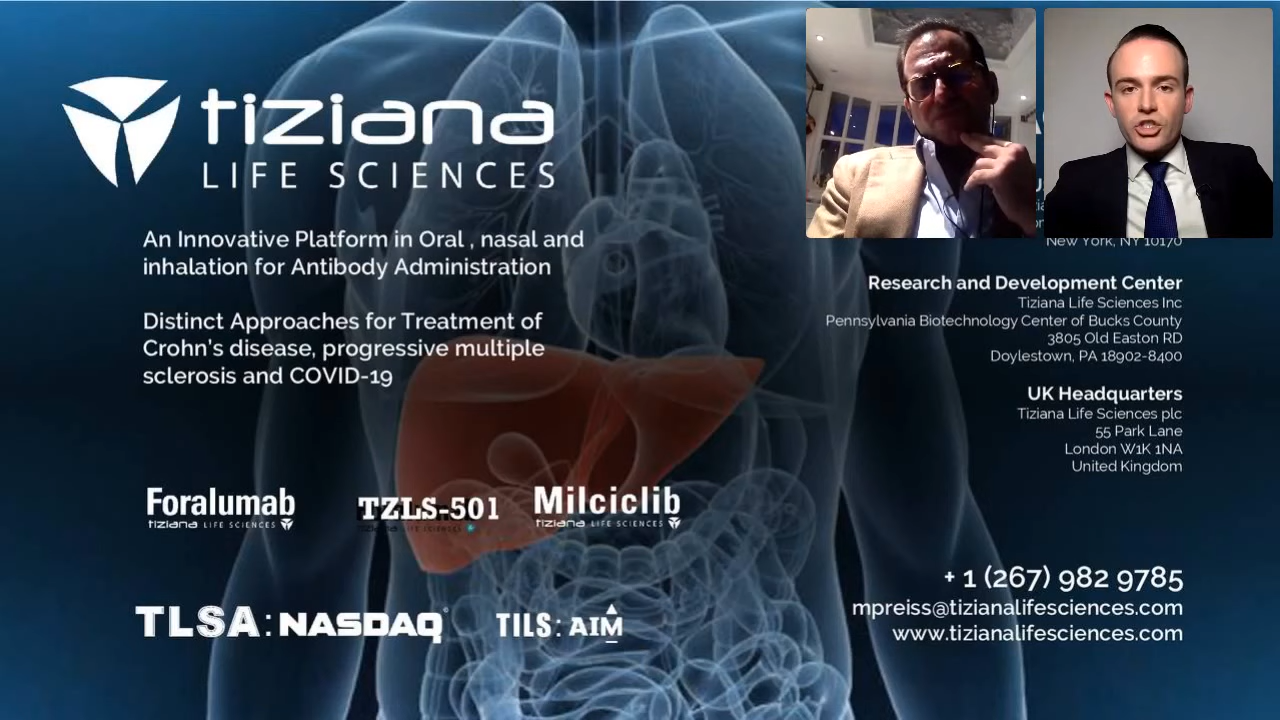 tiziana
LIFE SCIENCES
An Innovative Platform in Oral , nasal and
inhalation for Antibody Administration
Distinct Approaches for Treatment of
Crohn's disease, progressive multiple
sclerosis and COVID-19
Foralumab
tiziana LIFE SCIENCES
TZLS-501
tiziana LIFE SCIENCES
Milciclib
tiziana LIFE SCIENCES
TLSA:NASDAQ
TILS:AIM
New York, NY 10170
Research and Development Center
Tiziana Life Sciences Inc
Pennsylvania Biotechnology Center of Bucks County
3805 Old Easton RD
Doylestown, PA 18902-8400
UK Headquarters
Tiziana Life Sciences plc
55 Park Lane
London W1K 1NA
United Kingdom
+ 1 (267) 982 9785
mpreiss@tizianalifesciences.com
www.tizianalifesciences.com